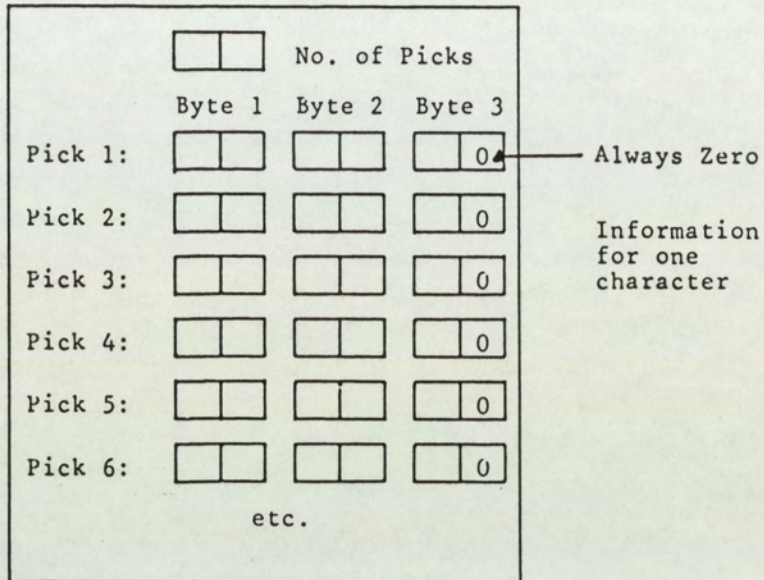 No. of Picks
Byte 1 Byte 2 Byte 3
Pick 1: 0 Always Zero
Pick 2: 0
Information
for one
character
Pick 3: 0
Pick 4: 0
Pick 5: 0
Pick 6: 0
etc.